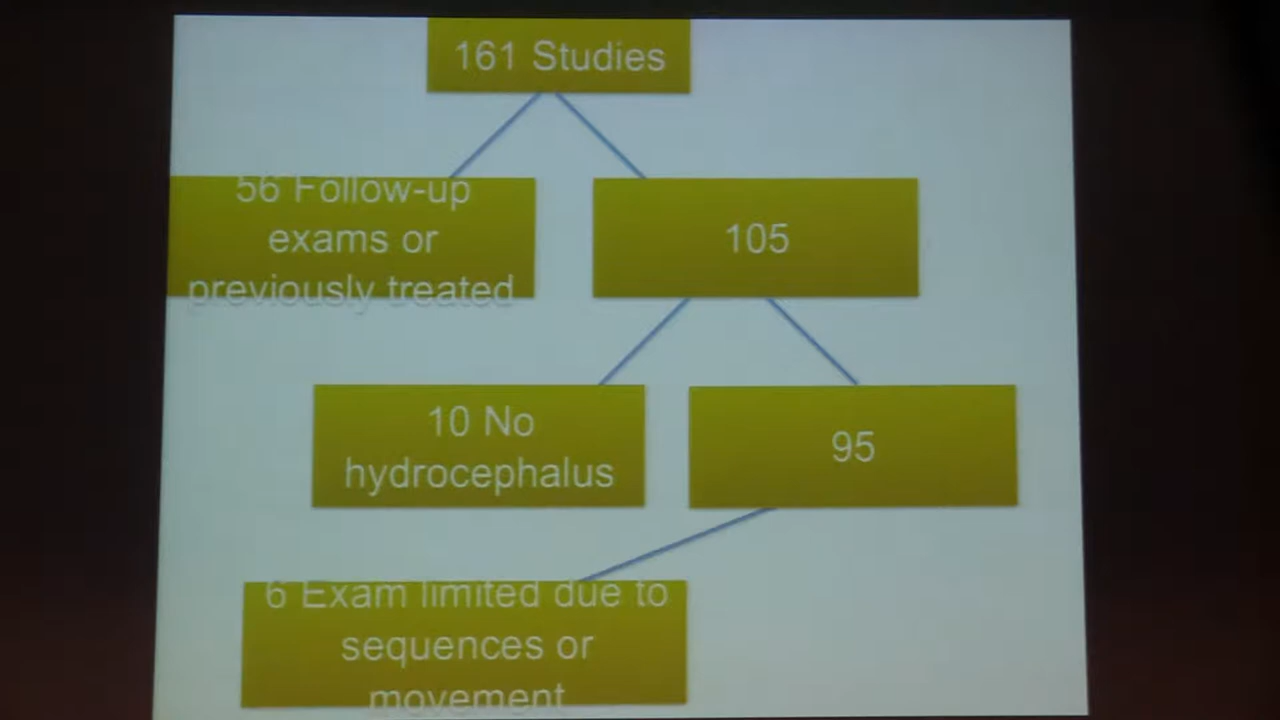 161 Studies
56 Follow-up
exams or
previously treated
105
10 No
hydrocephalus
95
6 Exam limited due to
sequences or
movement